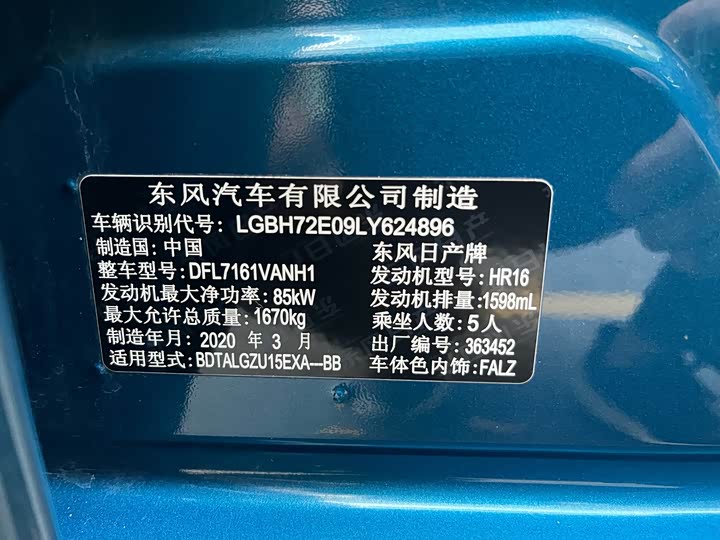 东风汽车有限公司制造
车辆识别代号: LGBH72E09LY624896
制造国: 中国 东风日产牌
整车型号: DFL7161VANH1 发动机型号: HR16
发动机最大净功率: 85kW 发动机排量: 1598mL
最大允许总质量: 1670kg 乘坐人数: 5人
制造年月: 2020 年 3 月 出厂编号: 363452
适用型式: BDTALGZU15EXA---BB 车体色内饰: FALZ